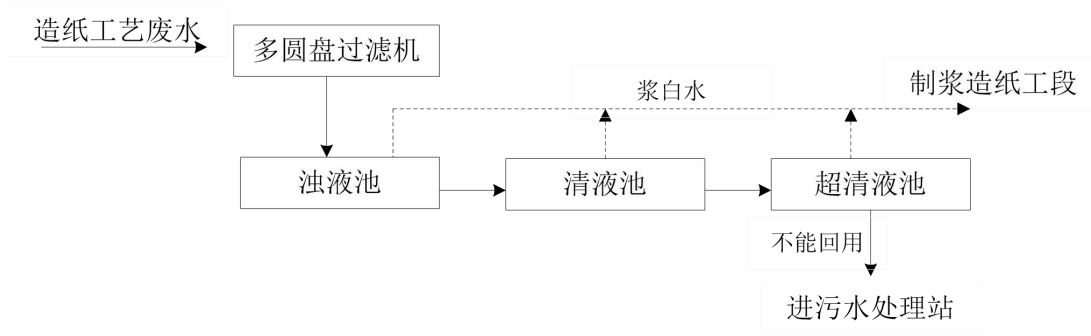 造纸工艺废水
多圆盘过滤机
浆白水
制浆造纸工段
浊液池
清液池
超清液池
不能回用
进污水处理站